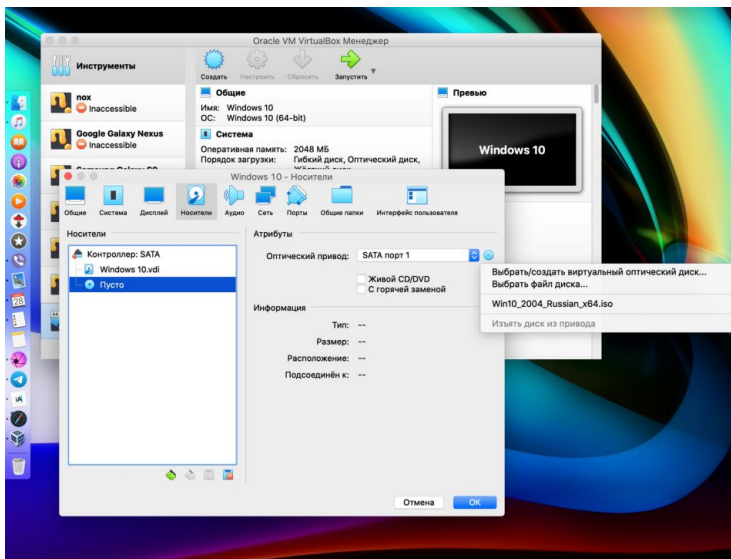 Oracle VM VirtualBox Менеджер
Инструменты
Создать Настроить Сбросить Запустить
nox
Inaccessible
Google Galaxy Nexus
Inaccessible
Общие
Имя: Windows 10
ОС: Windows 10 (64-bit)
Система
Оперативная память: 2048 МБ
Порядок загрузки: Гибкий диск, Оптический диск,
Превью
Windows 10
Windows 10 - Носители
Общие Система Дисплей Носители Аудио Сеть Порты Общие папки Интерфейс пользователя
Носители
Контроллер: SATA
Windows 10.vdi
Пусто
Атрибуты
Оптический привод: SATA порт 1
Живой CD/DVD
С горячей заменой
Информация
Тип: --
Размер: --
Расположение: --
Подсоединён к: --
Выбрать/создать виртуальный оптический диск...
Выбрать файл диска...
Win10_2004_Russian_x64.iso
Изъять диск из привода
Отмена OK
28